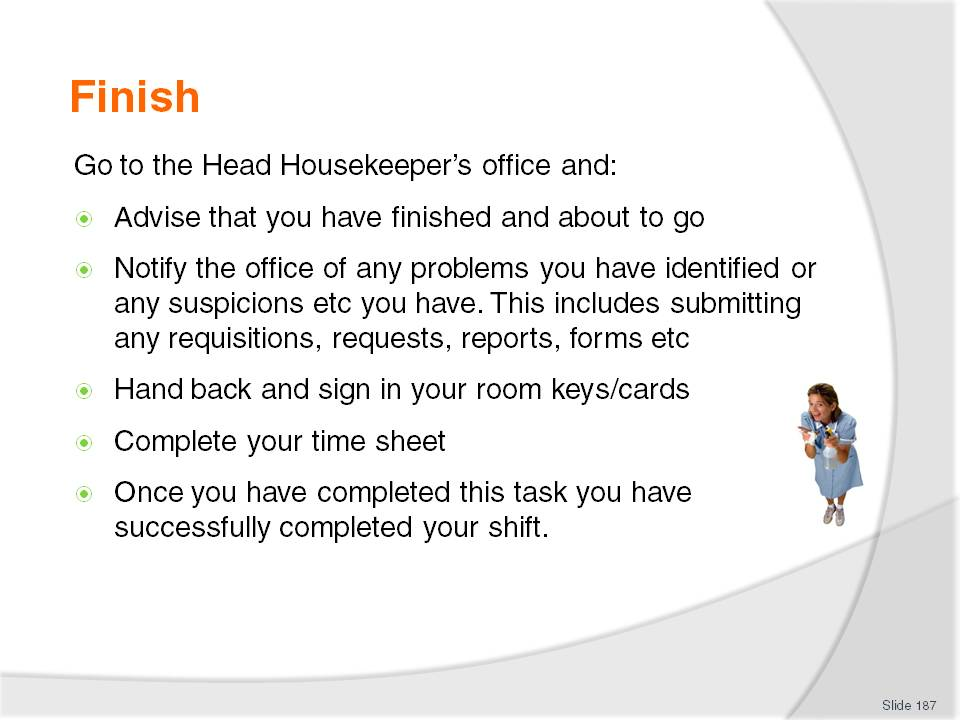 Finish
Go to the Head Housekeeper’s office and:
Advise that you have finished and about to go
Notify the office of any problems you have identified or
any suspicions etc you have. This includes submitting
any requisitions, requests, reports, forms etc
Hand back and sign in your room keys/cards
Complete your time sheet
Once you have completed this task you have
successfully completed your shift.
Slide 187